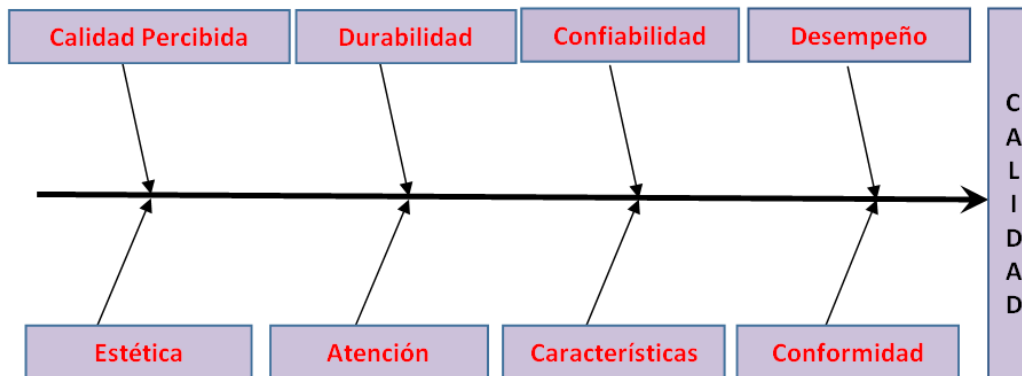 Calidad Percibida
Durabilidad
Confiabilidad
Desempeño
C
A
L
I
D
A
D
Estética
Atención
Características
Conformidad